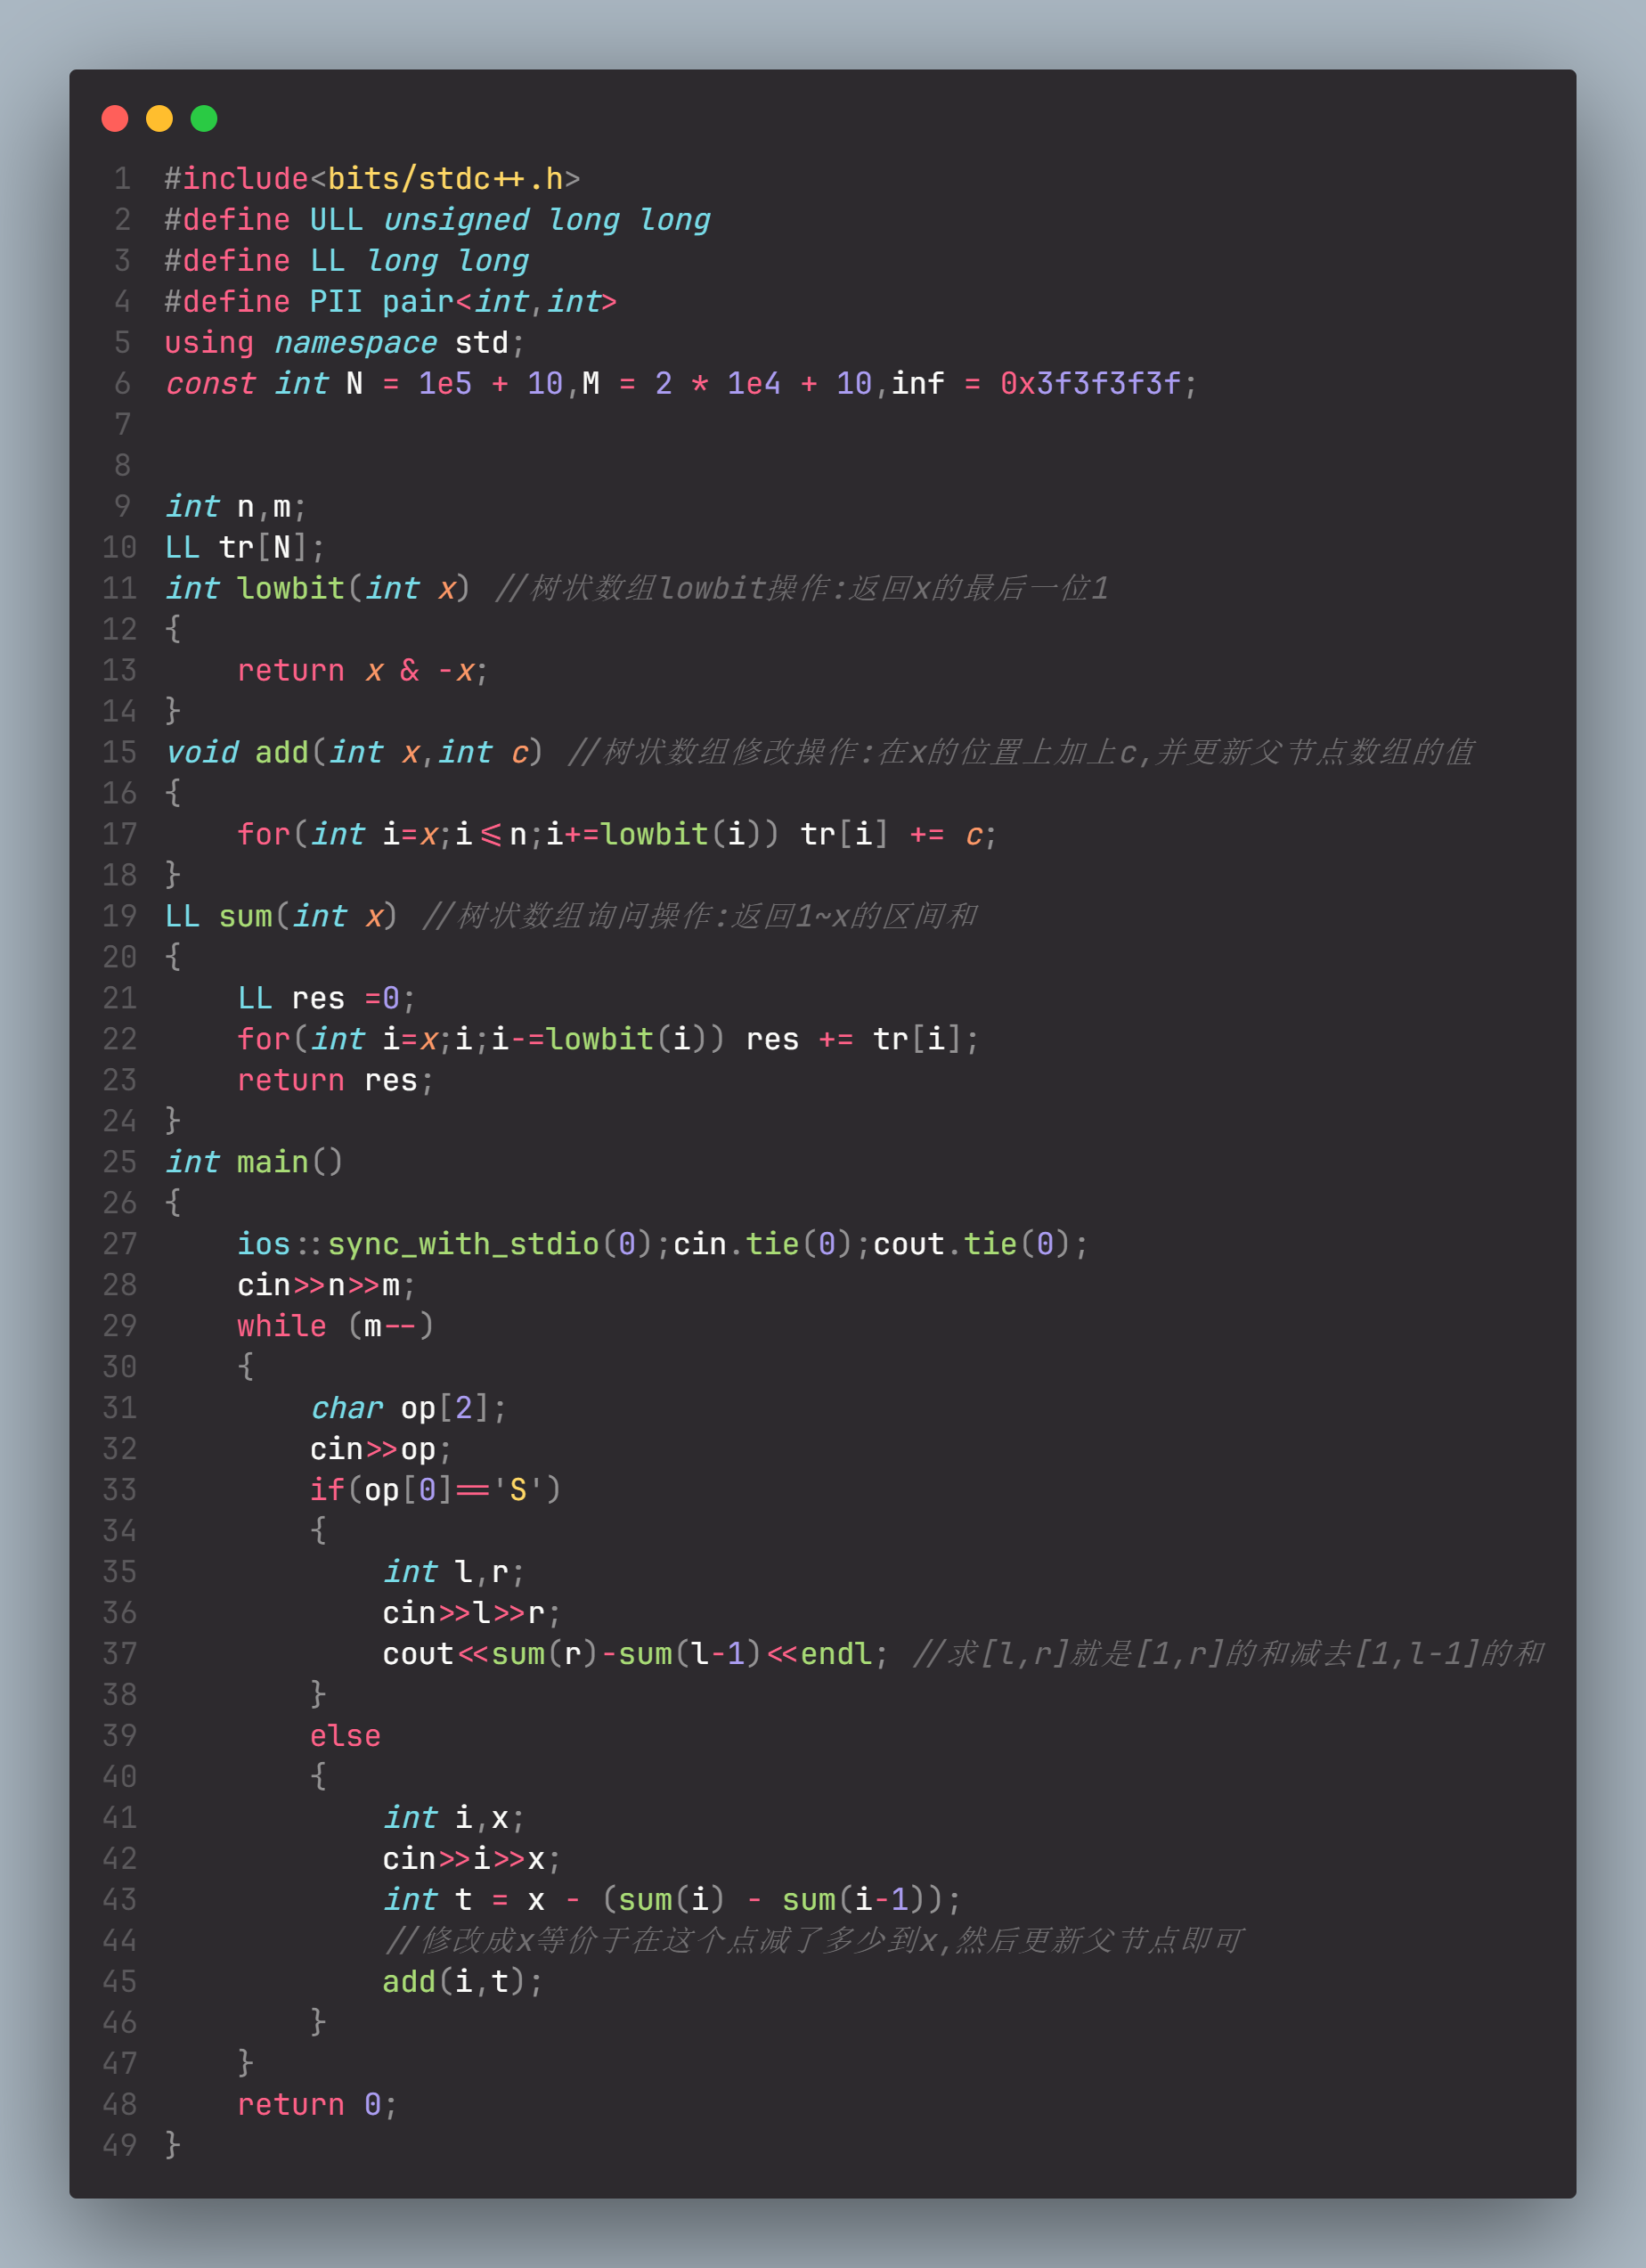 1 #include<bits/stdc++.h>
2 #define ULL unsigned long long
3 #define LL long long
4 #define PII pair<int,int>
5 using namespace std;
6 const int N = 1e5 + 10,M = 2 * 1e4 + 10,inf = 0x3f3f3f3f;
7
8
9 int n,m;
10 LL tr[N];
11 int lowbit(int x) //树状数组lowbit操作:返回x的最后一位1
12 {
13     return x & -x;
14 }
15 void add(int x,int c) //树状数组修改操作:在x的位置上加上c,并更新父节点数组的值
16 {
17     for(int i=x;i<=n;i+=lowbit(i)) tr[i] += c;
18 }
19 LL sum(int x) //树状数组询问操作:返回1~x的区间和
20 {
21     LL res =0;
22     for(int i=x;i;i-=lowbit(i)) res += tr[i];
23     return res;
24 }
25 int main()
26 {
27     ios::sync_with_stdio(0);cin.tie(0);cout.tie(0);
28     cin>>n>>m;
29     while (m--)
30     {
31         char op[2];
32         cin>>op;
33         if(op[0]=='S')
34         {
35             int l,r;
36             cin>>l>>r;
37             cout<<sum(r)-sum(l-1)<<endl; //求[l,r]就是[1,r]的和减去[1,l-1]的和
38         }
39         else
40         {
41             int i,x;
42             cin>>i>>x;
43             int t = x - (sum(i) - sum(i-1));
44             //修改成x等价于在这个点减了多少到x,然后更新父节点即可
45             add(i,t);
46         }
47     }
48     return 0;
49 }